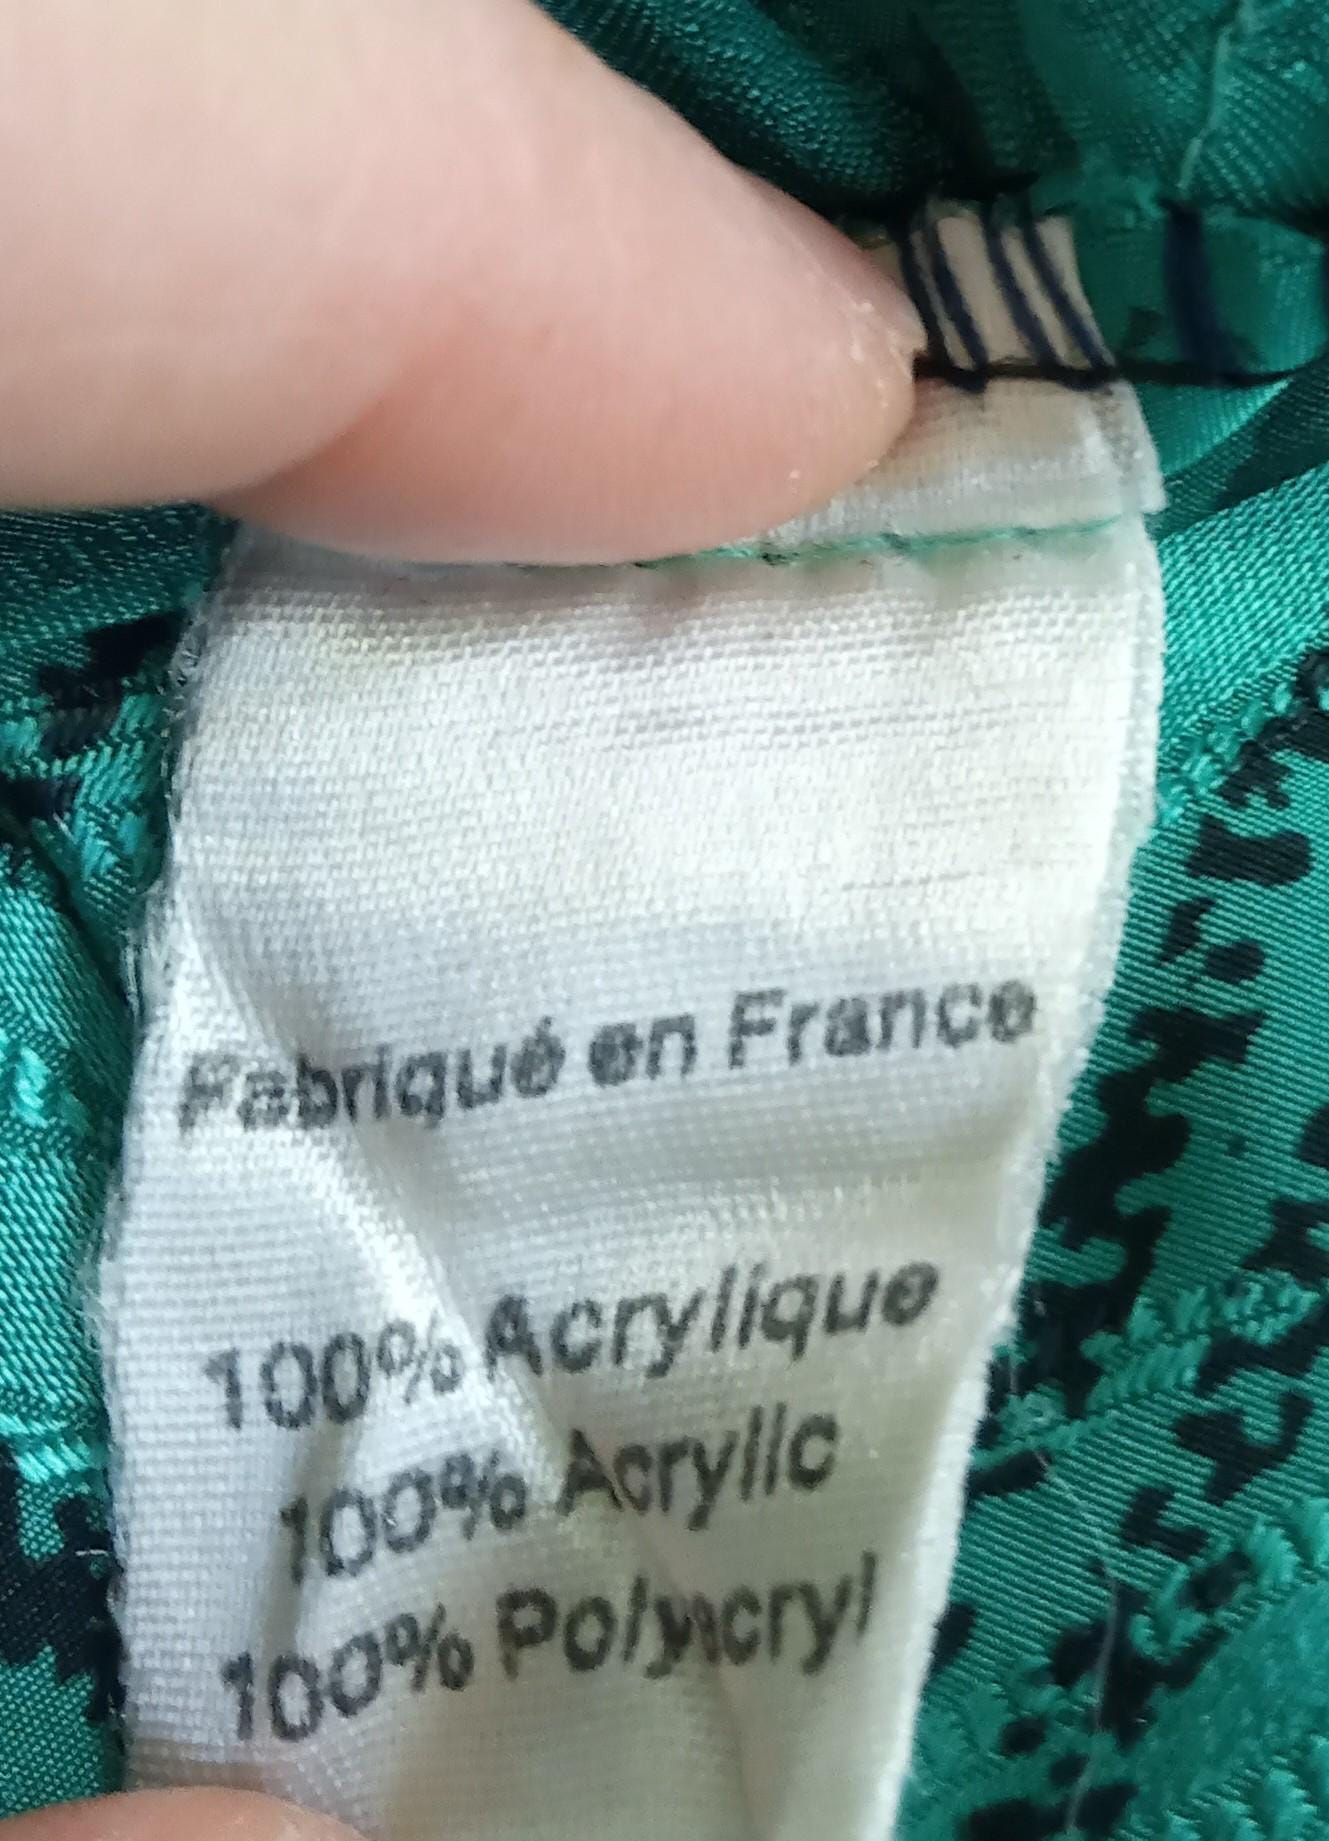 Fabriqué en France
100% Acrylique
100% Acrylic
100% Polyacryl